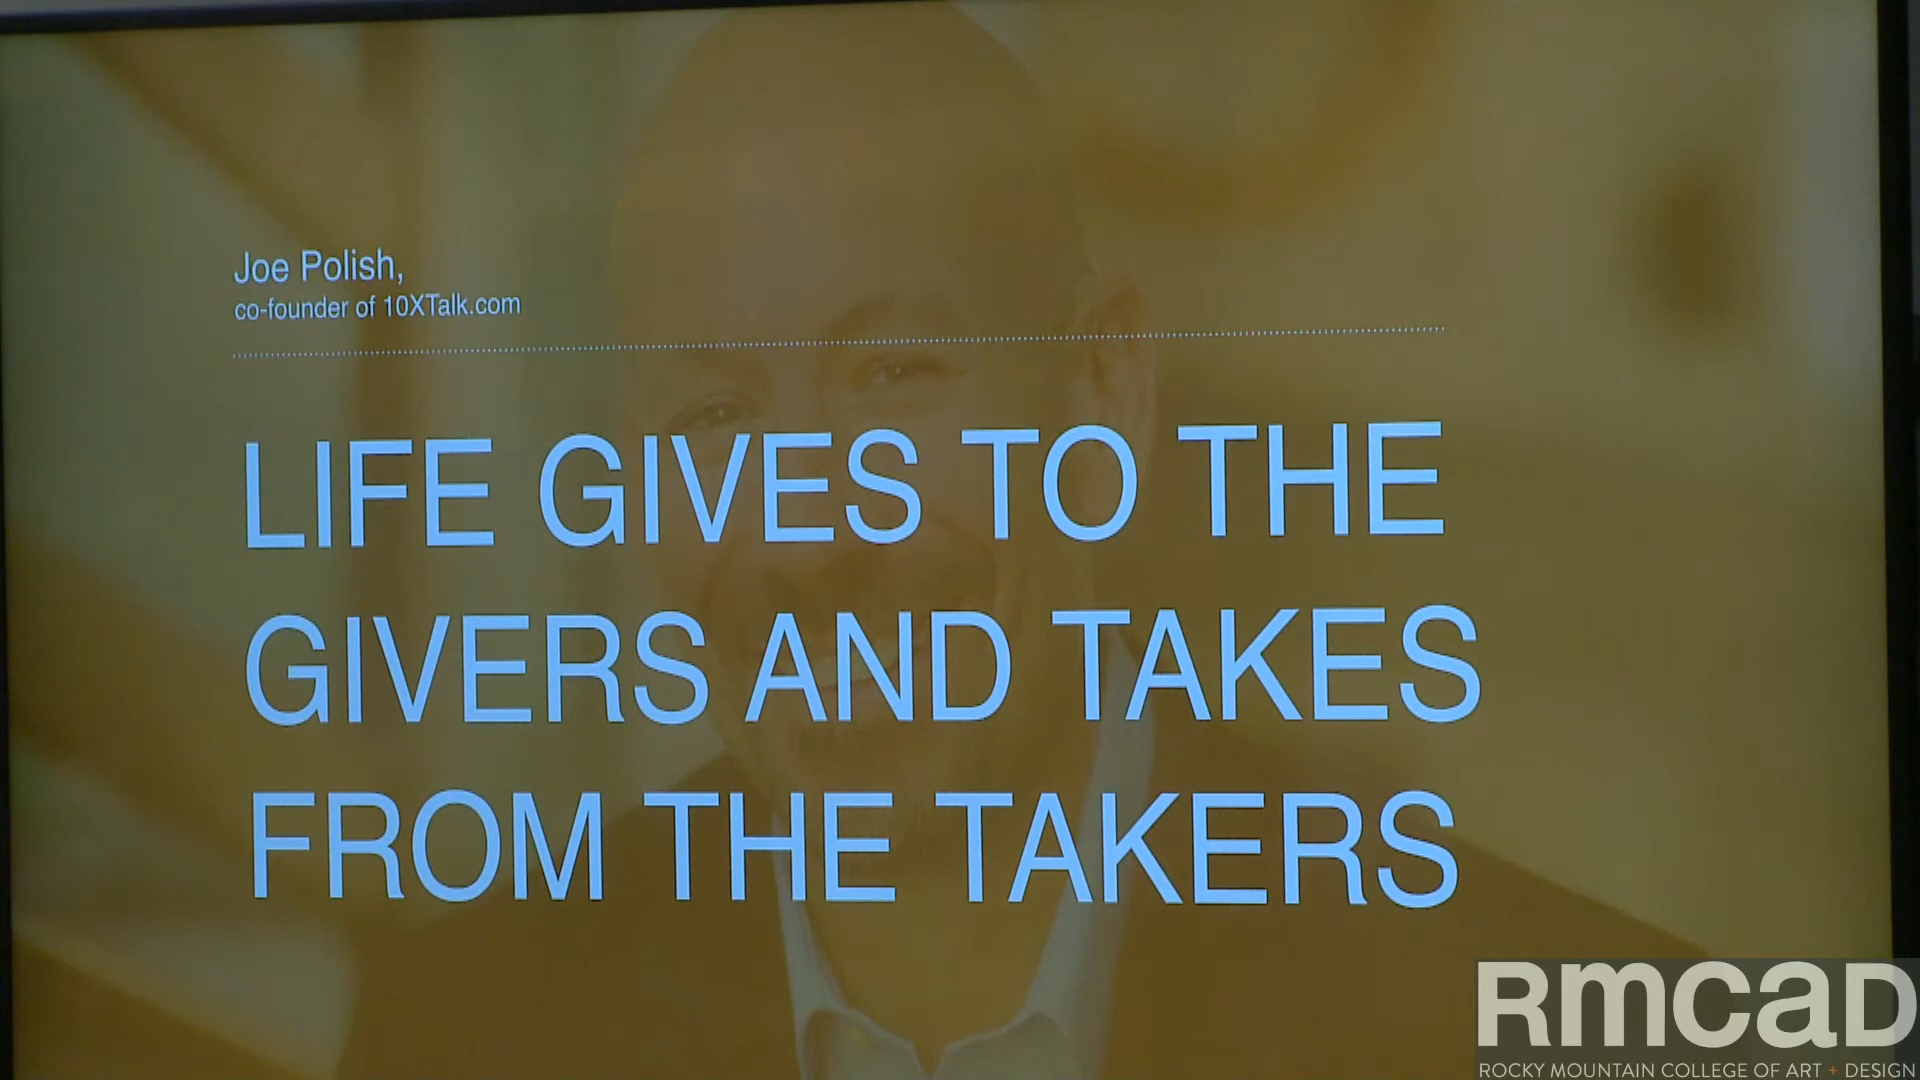 Joe Polish,
co-founder of 10XTalk.com
LIFE GIVES TO THE
GIVERS AND TAKES
FROM THE TAKERS
RMCAD
ROCKY MOUNTAIN COLLEGE OF ART + DESIGN